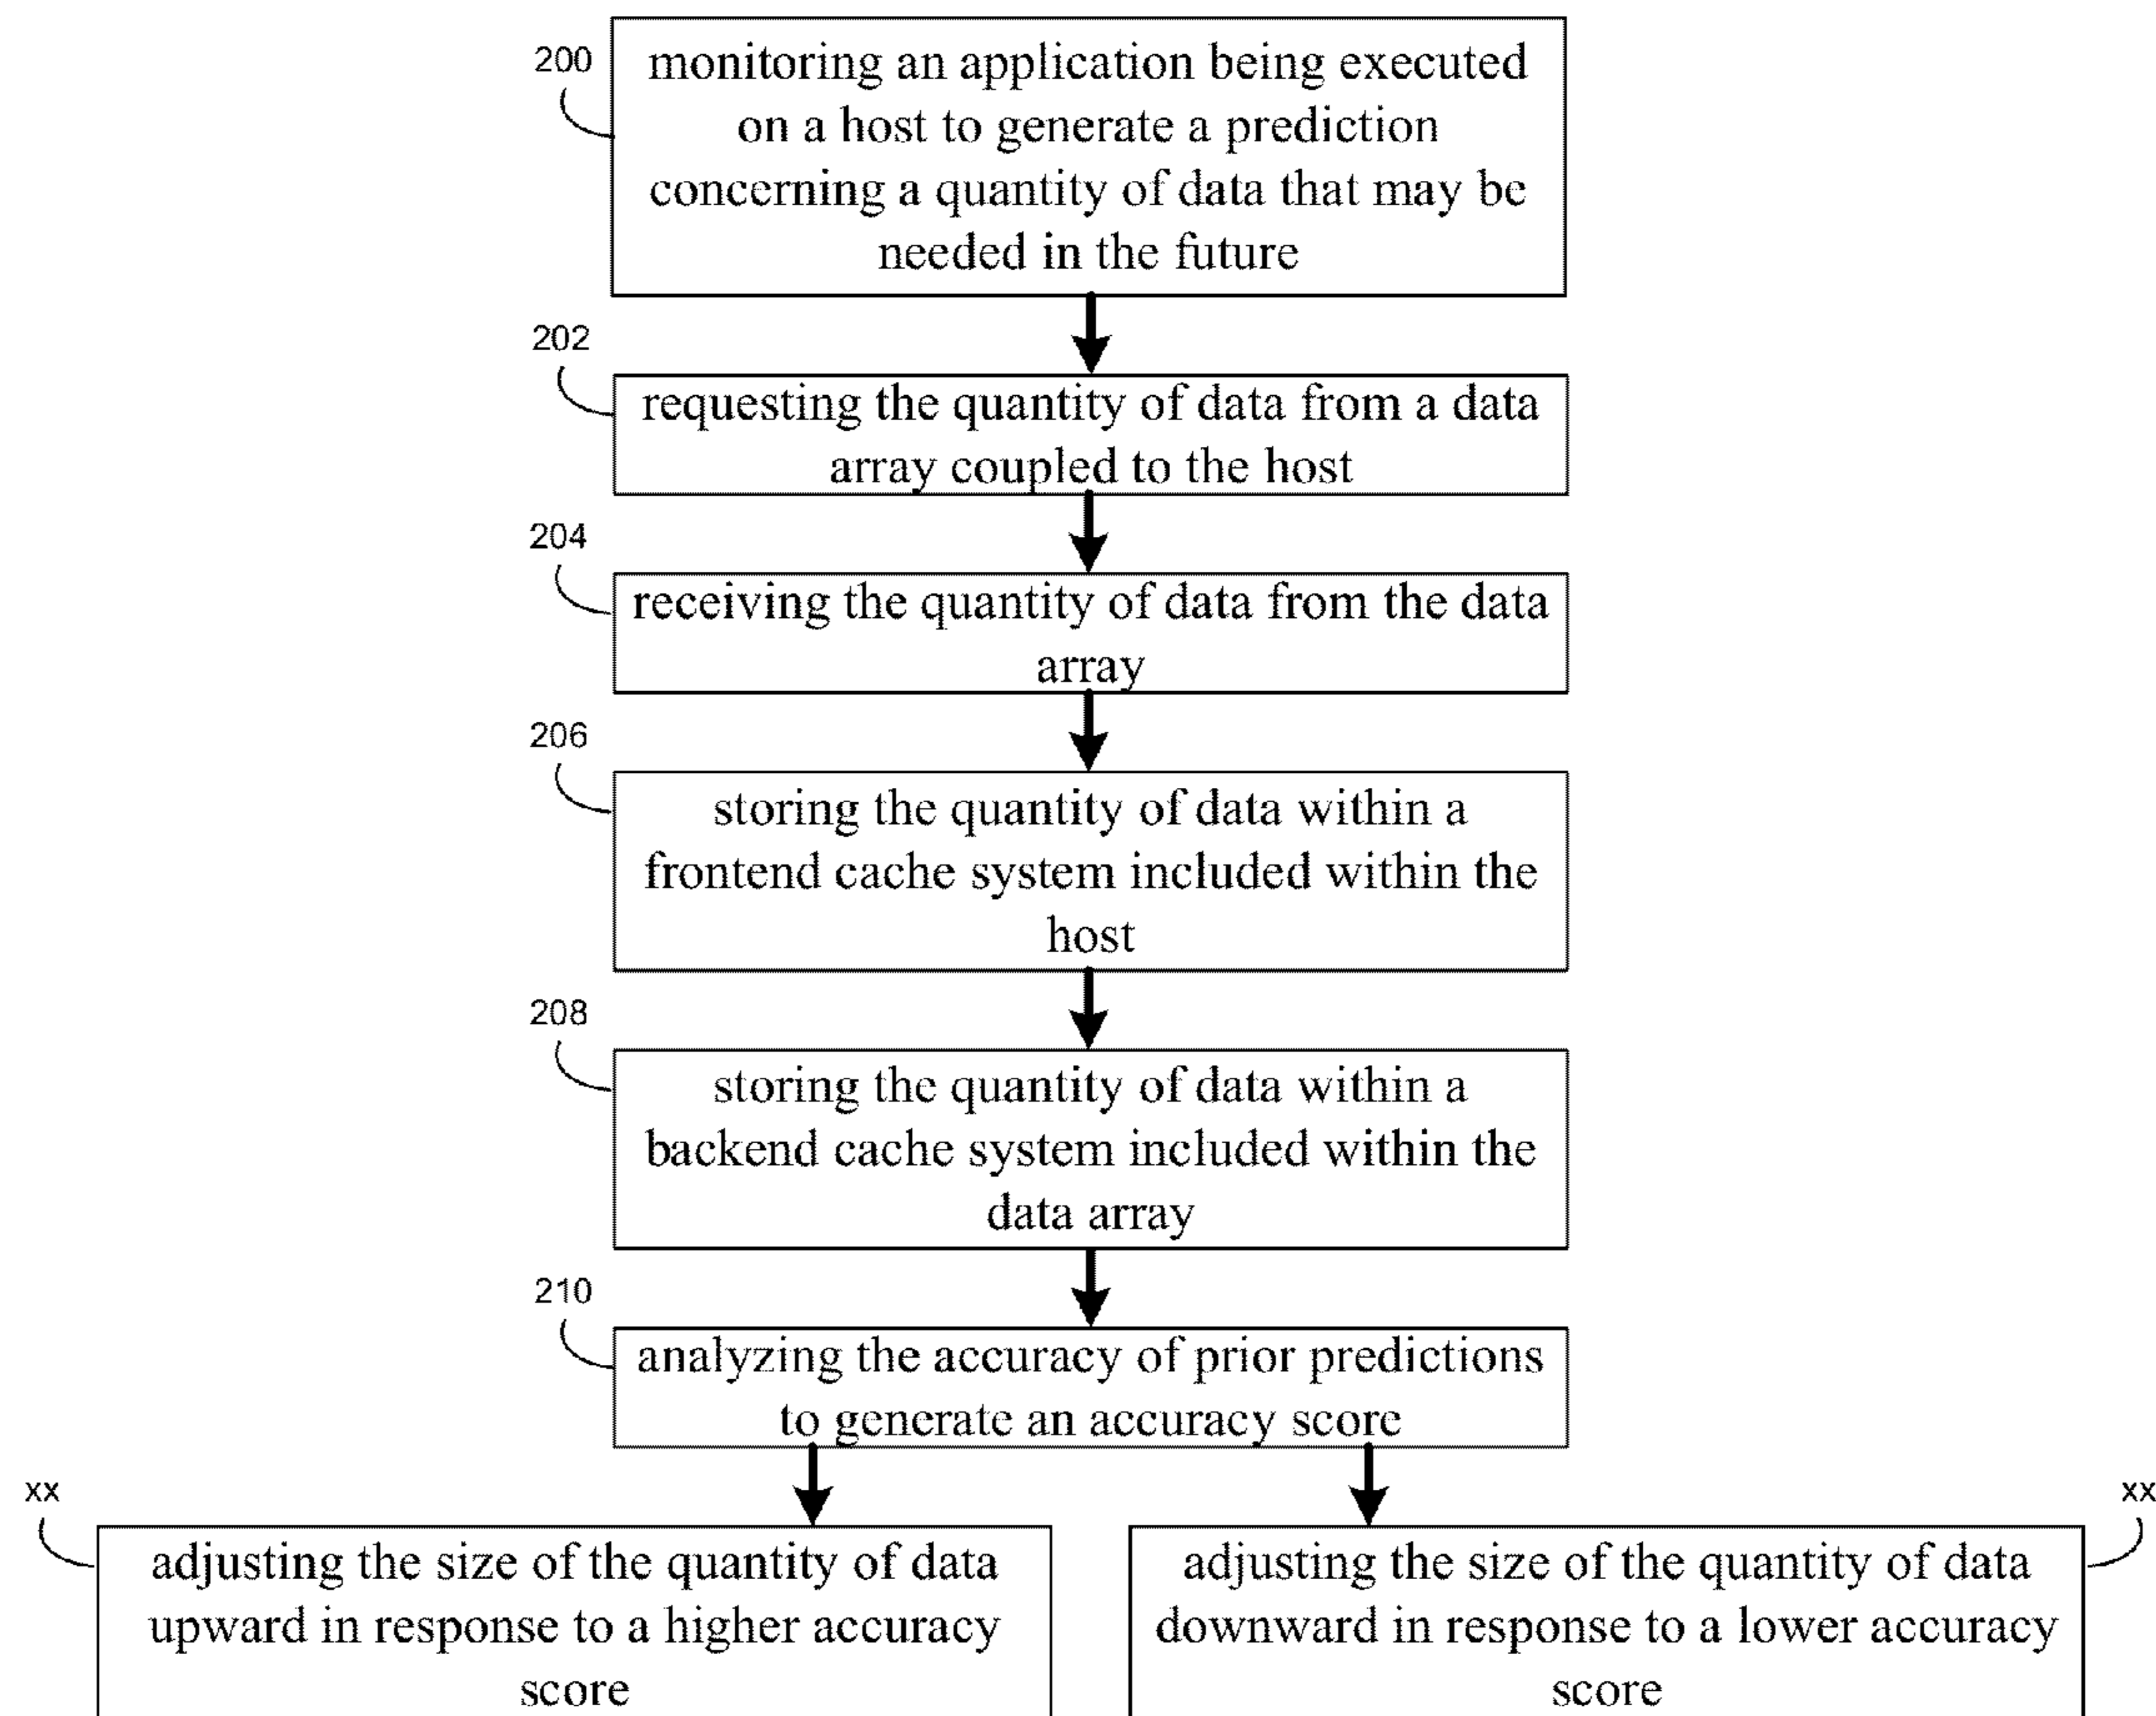 200
monitoring an application being executed
on a host to generate a prediction
concerning a quantity of data that may be
needed in the future
202
requesting the quantity of data from a data
array coupled to the host
204
receiving the quantity of data from the data
array
206
storing the quantity of data within a
frontend cache system included within the
host
208
storing the quantity of data within a
backend cache system included within the
data array
210
analyzing the accuracy of prior predictions
to generate an accuracy score
xx
adjusting the size of the quantity of data
upward in response to a higher accuracy
score
xx
adjusting the size of the quantity of data
downward in response to a lower accuracy
score